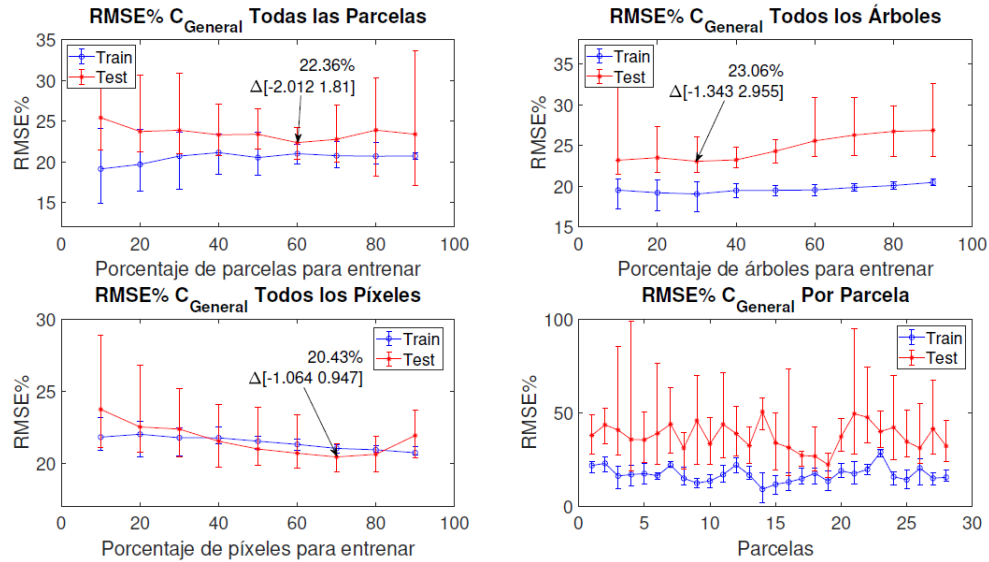 RMSE% C_General Todas las Parcelas
35
30
25
20
15
RMSE%
Train
Test
22.36%
Δ[-2.012 1.81]
0 20 40 60 80 100
Porcentaje de parcelas para entrenar
RMSE% C_General Todos los Árboles
35
30
25
20
15
RMSE%
Train
Test
23.06%
Δ[-1.343 2.955]
0 20 40 60 80 100
Porcentaje de árboles para entrenar
RMSE% C_General Todos los Píxeles
30
25
20
RMSE%
Train
Test
20.43%
Δ[-1.064 0.947]
0 20 40 60 80 100
Porcentaje de píxeles para entrenar
RMSE% C_General Por Parcela
100
50
0
RMSE%
Train
Test
0 5 10 15 20 25 30
Parcelas